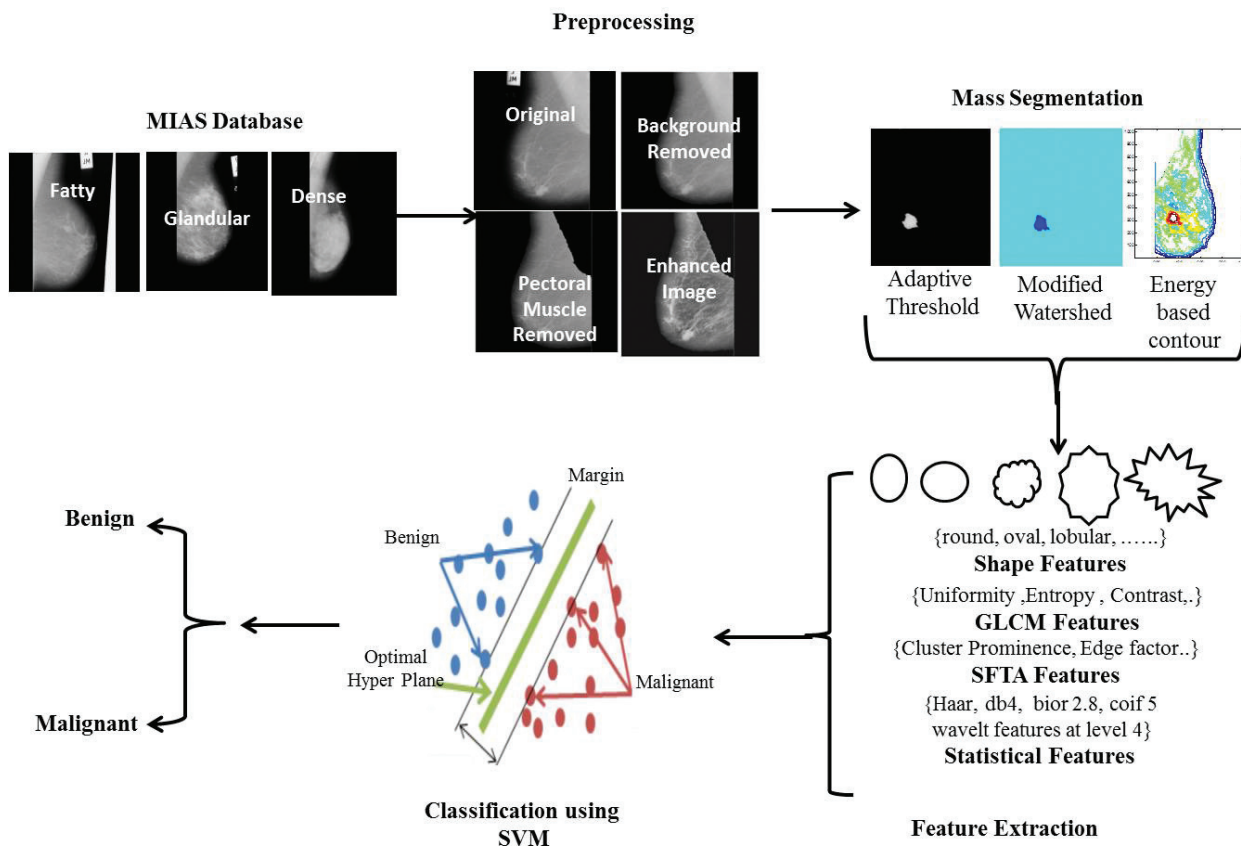 Preprocessing
MIAS Database
Fatty
JM
Glandular
Dense
JM
Original
Background
Removed
Pectoral
Muscle
Removed
Enhanced
Image
Mass Segmentation
Adaptive
Threshold
Modified
Watershed
Energy
based
contour
{round, oval, lobular, ......}
Shape Features
{Uniformity ,Entropy , Contrast,.}
GLCM Features
{Cluster Prominence, Edge factor..}
SFTA Features
{Haar, db4, bior 2.8, coif 5
wavelt features at level 4}
Statistical Features
Feature Extraction
Margin
Benign
Optimal
Hyper Plane
Malignant
Classification using
SVM
Benign
Malignant